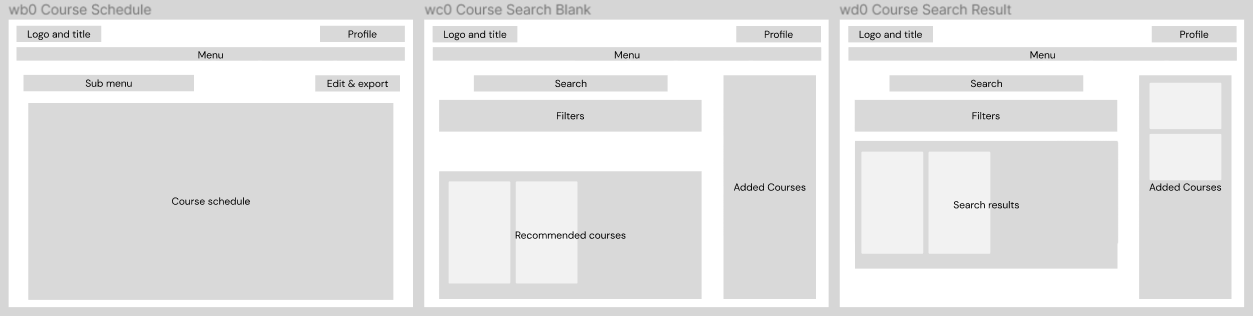 wb0 Course Schedule
Logo and title
Profile
Menu
Sub menu
Edit & export
Course schedule
wc0 Course Search Blank
Logo and title
Profile
Menu
Search
Filters
Added Courses
Recommended courses
wd0 Course Search Result
Logo and title
Profile
Menu
Search
Filters
Added Courses
Search results